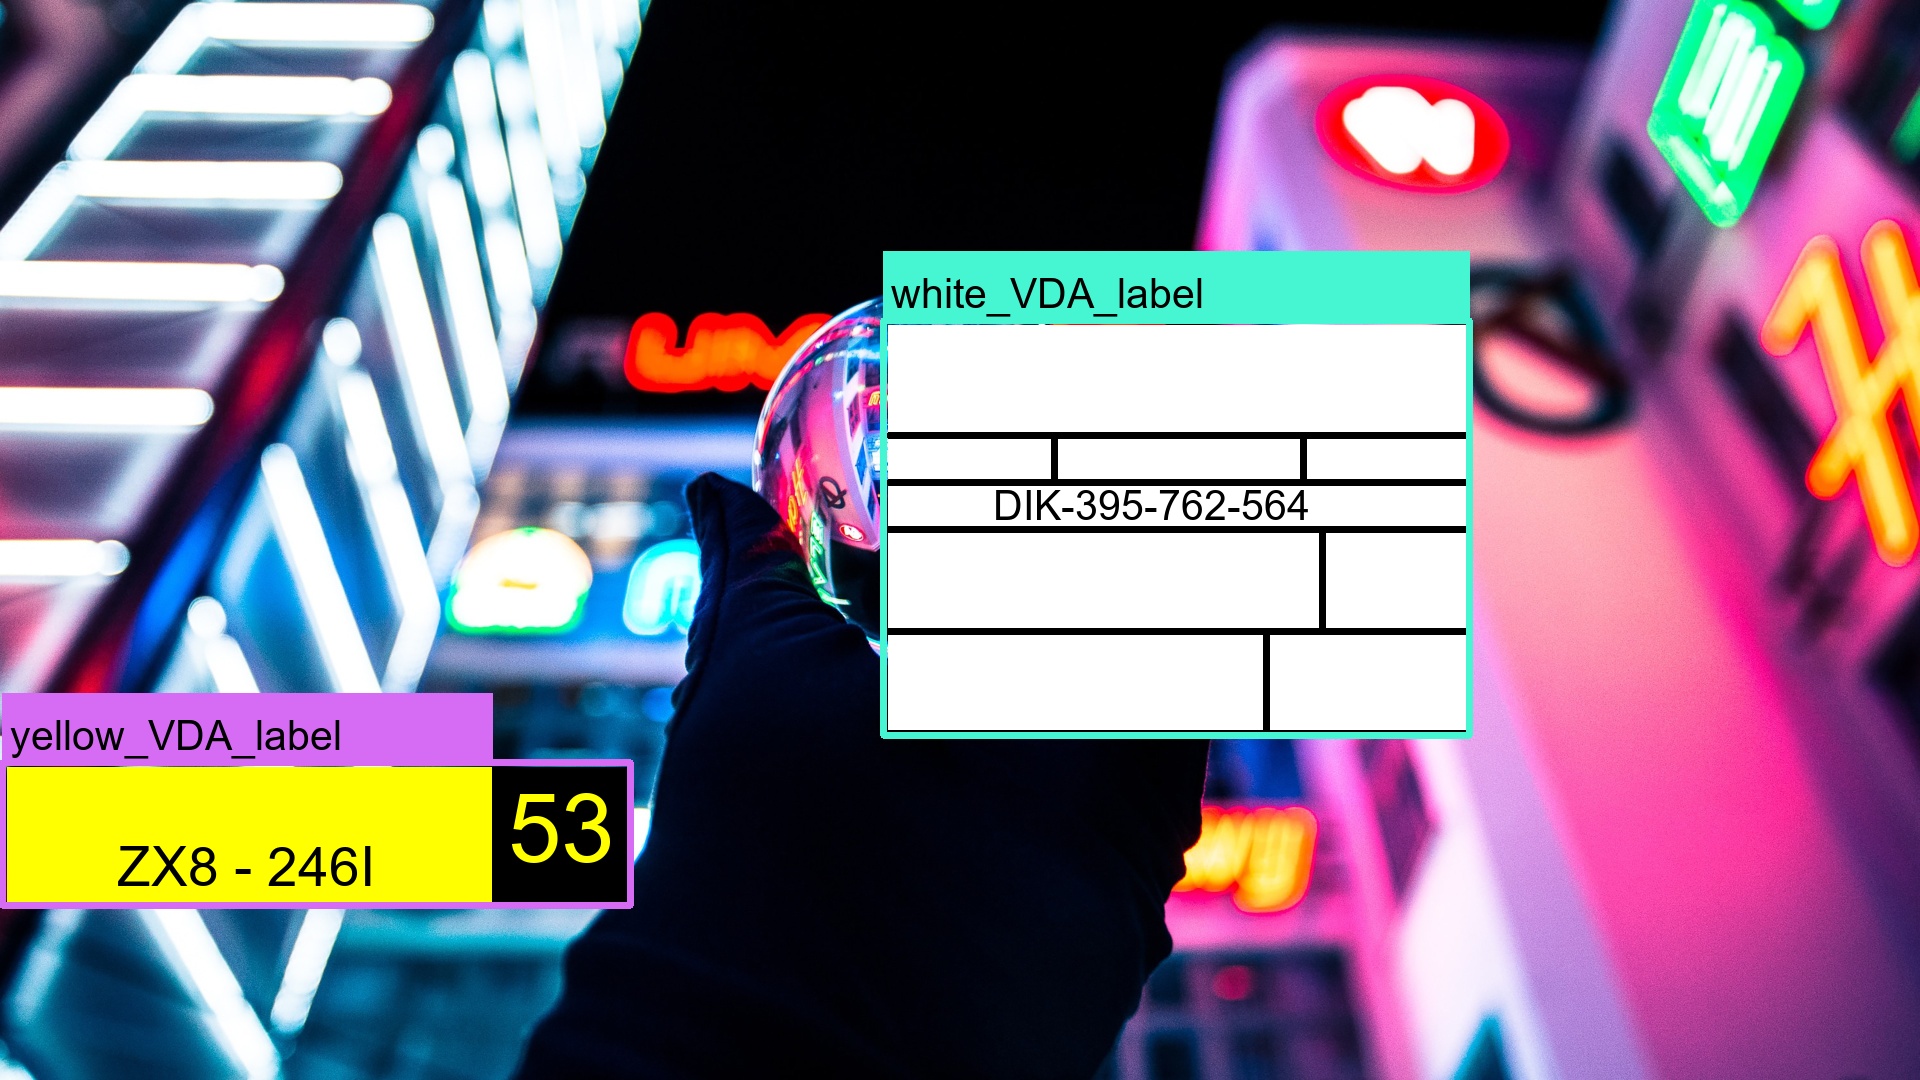 white_VDA_label
DIK-395-762-564
yellow_VDA_label
ZX8 - 246I
53